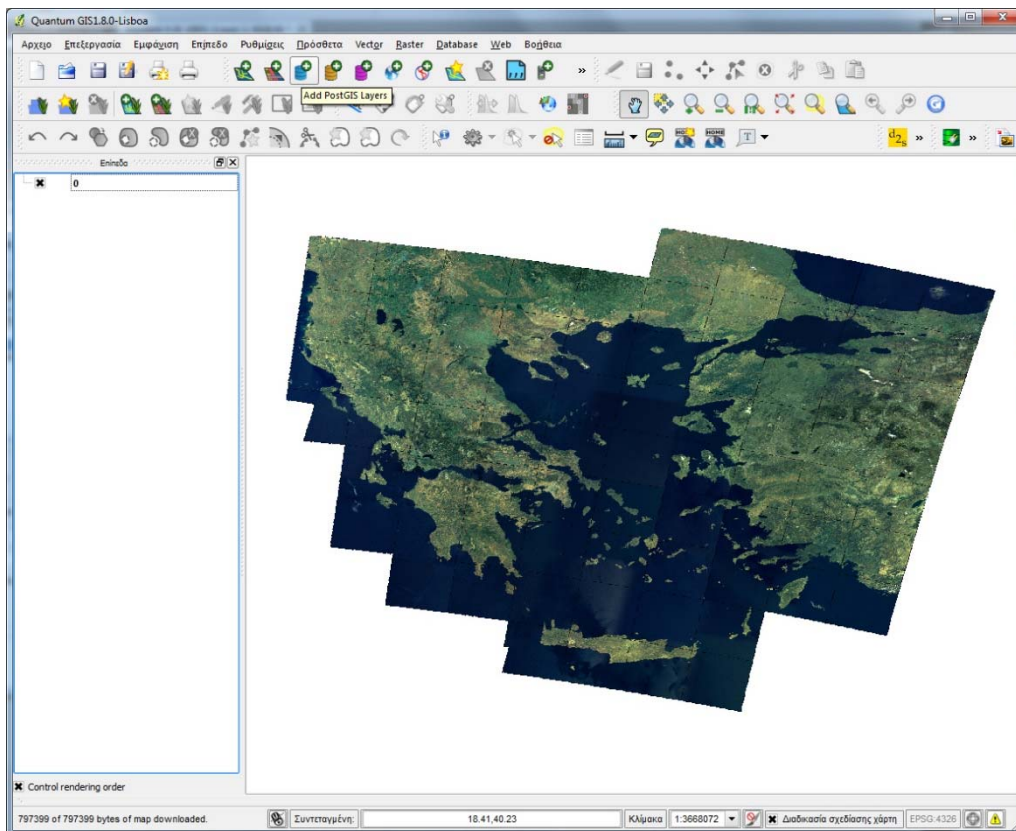 Quantum GIS1.8.0-Lisboa
Αρχειο Επεξεργασία Εμφάνιση Επίπεδο Ρυθμίσεις Πρόσθετα Vector Raster Database Web Βοήθεια
Add PostGIS Layers
T
d2s
Επίπεδα
0
Control rendering order
797399 of 797399 bytes of map downloaded.
Συντεταγμένη:
18.41,40.23
Κλίμακα
1:3668072
Διαδικασία σχεδίασης χάρτη
EPSG:4326